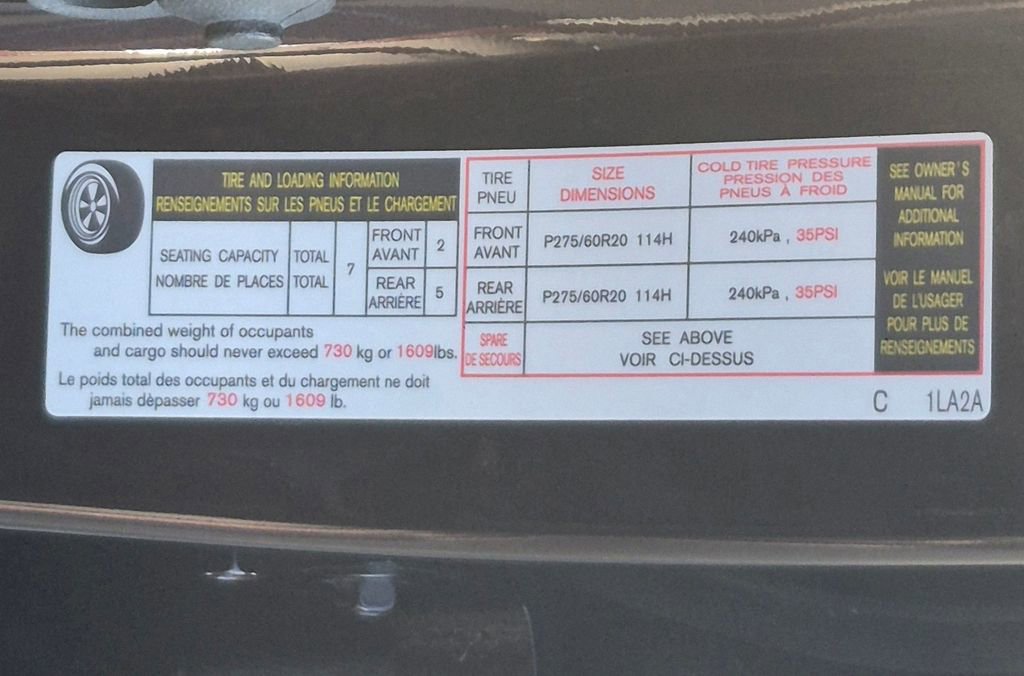 TIRE AND LOADING INFORMATION
RENSEIGNEMENTS SUR LES PNEUS ET LE CHARGEMENT
SEATING CAPACITY
NOMBRE DE PLACES
TOTAL
TOTAL
7
FRONT
AVANT
2
REAR
ARRIÈRE
5
The combined weight of occupants
and cargo should never exceed 730 kg or 1609lbs.
Le poids total des occupants et du chargement ne doit
jamais dépasser 730 kg ou 1609 lb.
TIRE
PNEU
SIZE
DIMENSIONS
COLD TIRE PRESSURE
PRESSION DES
PNEUS À FROID
FRONT
AVANT
P275/60R20 114H
240kPa , 35PSI
REAR
ARRIÈRE
P275/60R20 114H
240kPa , 35PSI
SPARE
DE SECOURS
SEE ABOVE
VOIR CI-DESSUS
SEE OWNER'S
MANUAL FOR
ADDITIONAL
INFORMATION
VOIR LE MANUEL
DE L'USAGER
POUR PLUS DE
RENSEIGNEMENTS
C 1LA2A